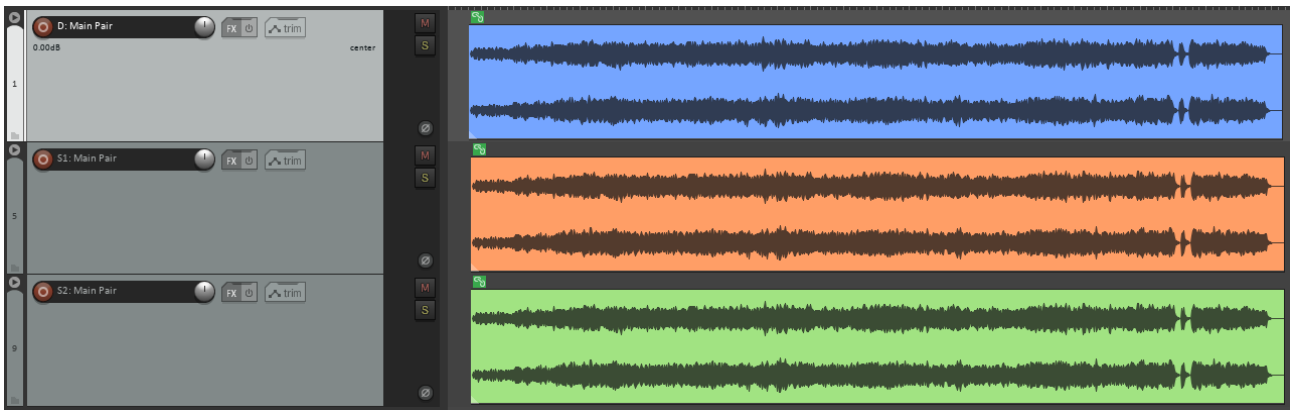 D: Main Pair FX trim M
0.00dB center S
1
S1: Main Pair FX trim M
S
5
S2: Main Pair FX trim M
S
9